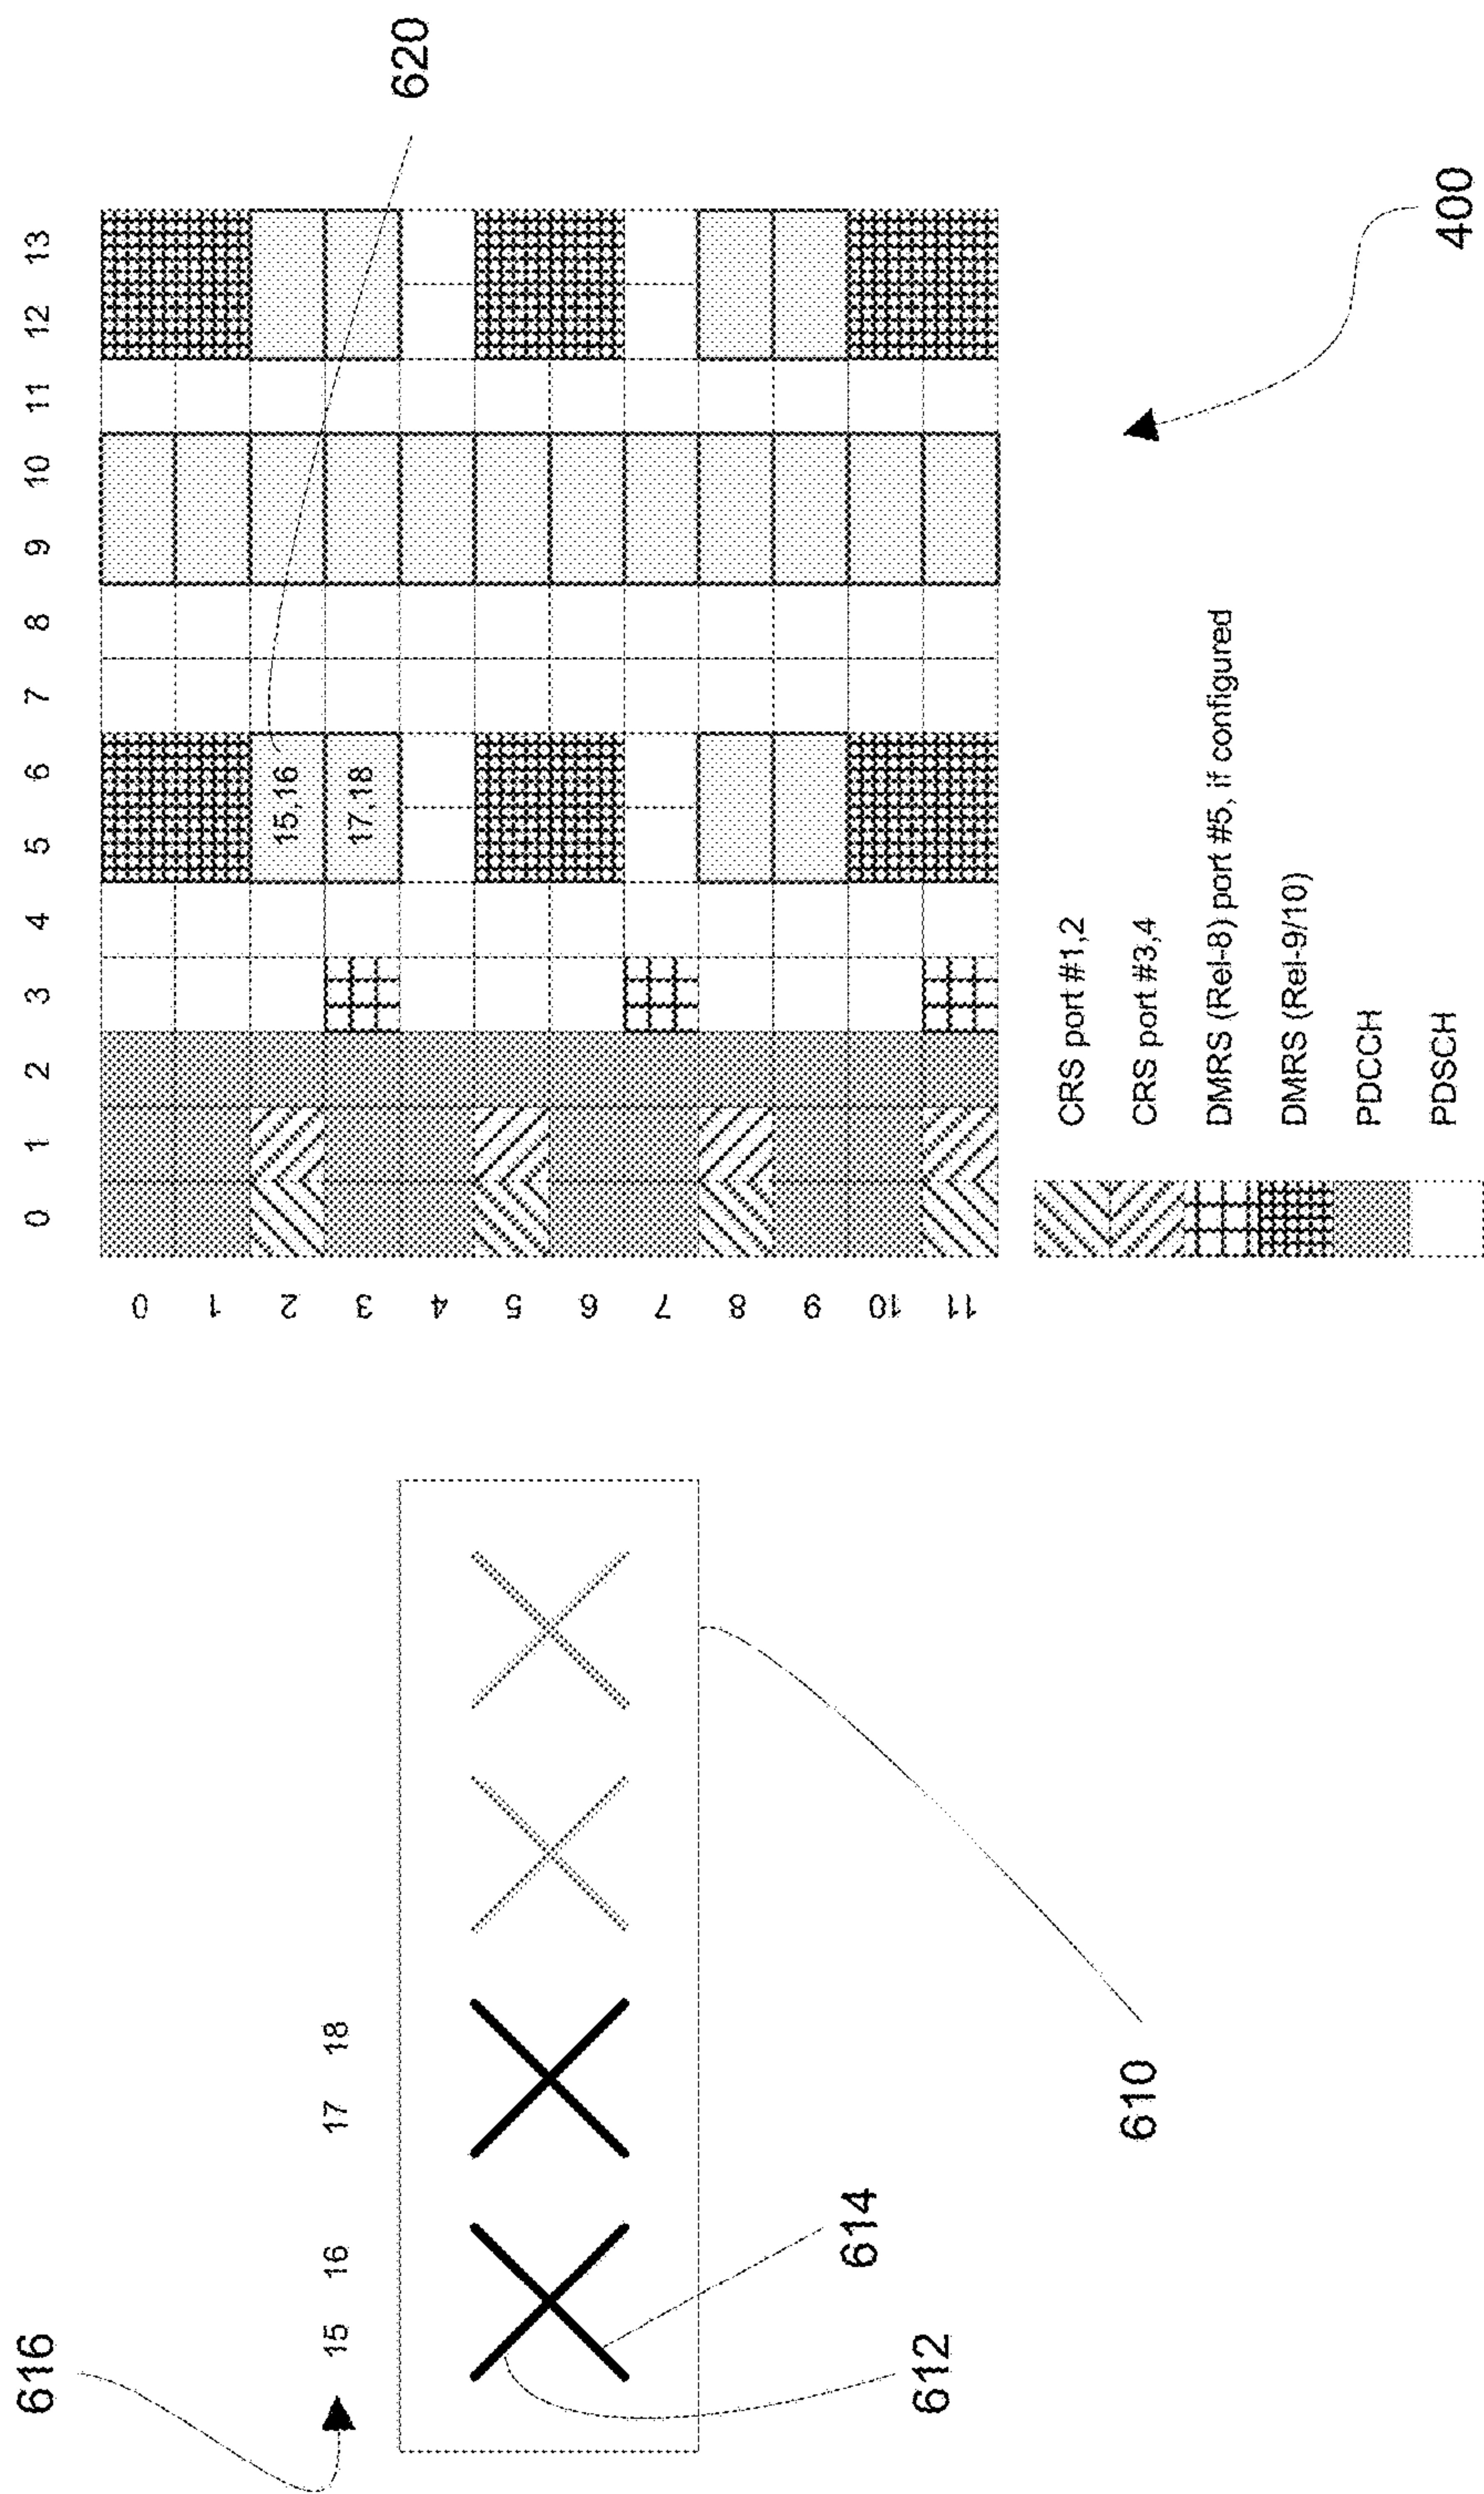 616
15 16 17 18
612
614
610
0 1 2 3 4 5 6 7 8 9 10 11 12 13
0
1
2
3
4
5
6
7
8
9
10
11
15,16
17,18
620
CRS port #1,2
CRS port #3,4
DMRS (Rel-8) port #5, if configured
DMRS (Rel-9/10)
PDCCH
PDSCH
400